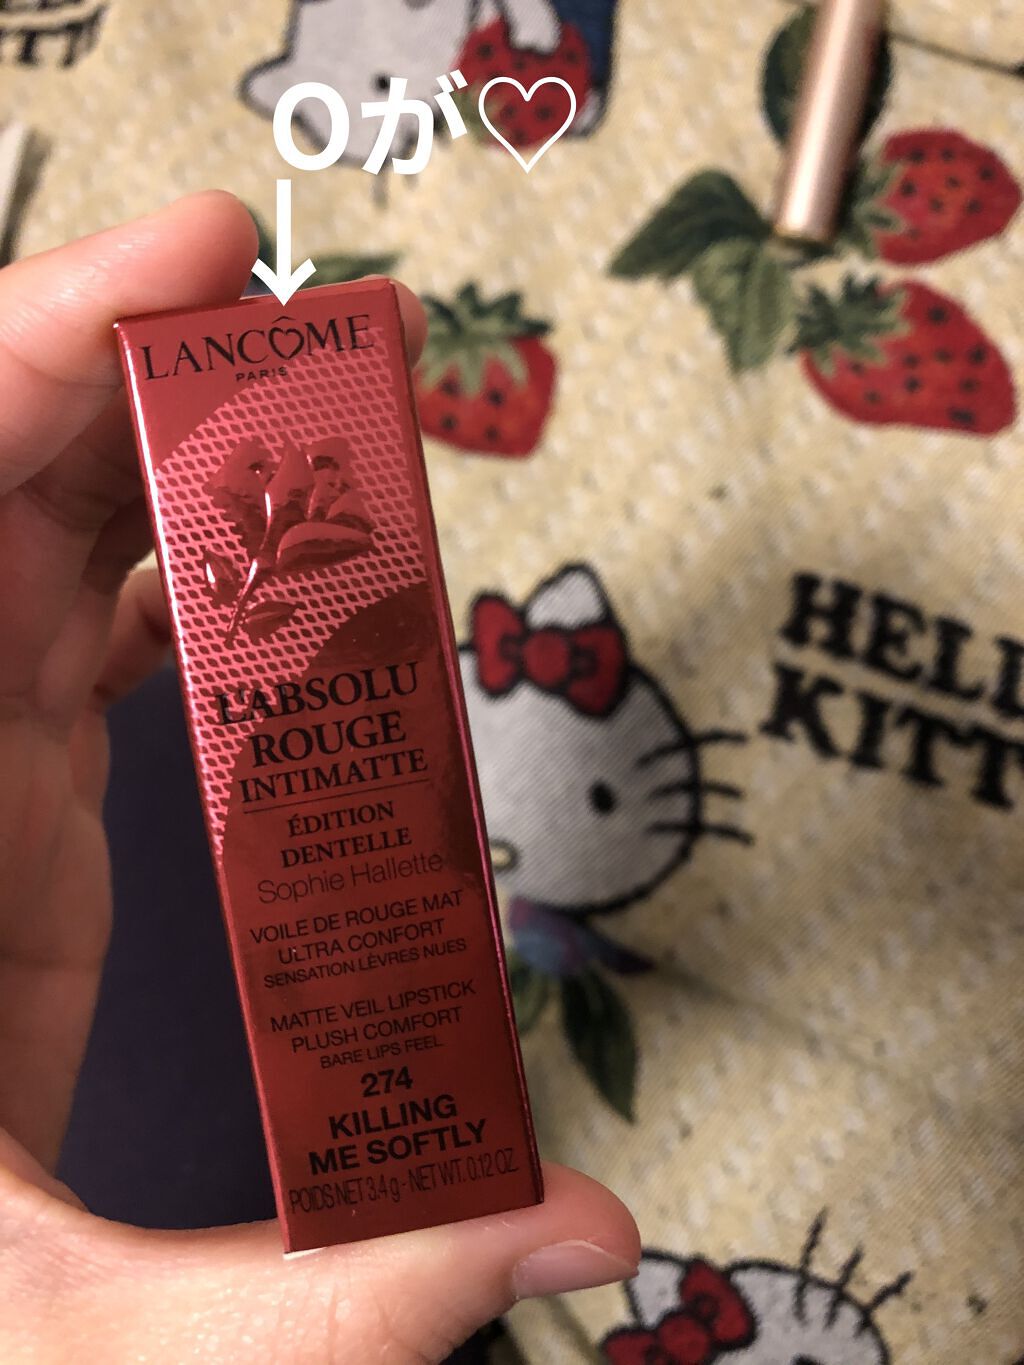 Oが♡
LANCÔME
PARIS
L'ABSOLU
ROUGE
INTIMATTE
ÉDITION
DENTELLE
Sophie Hallette
VOILE DE ROUGE MAT
ULTRA CONFORT
SENSATION LÈVRES NUES
MATTE VEIL LIPSTICK
PLUSH COMFORT
BARE LIPS FEEL
274
KILLING
ME SOFTLY
POIDS NET 3.4 g - NET WT. 0.12 OZ
HELL
KITT